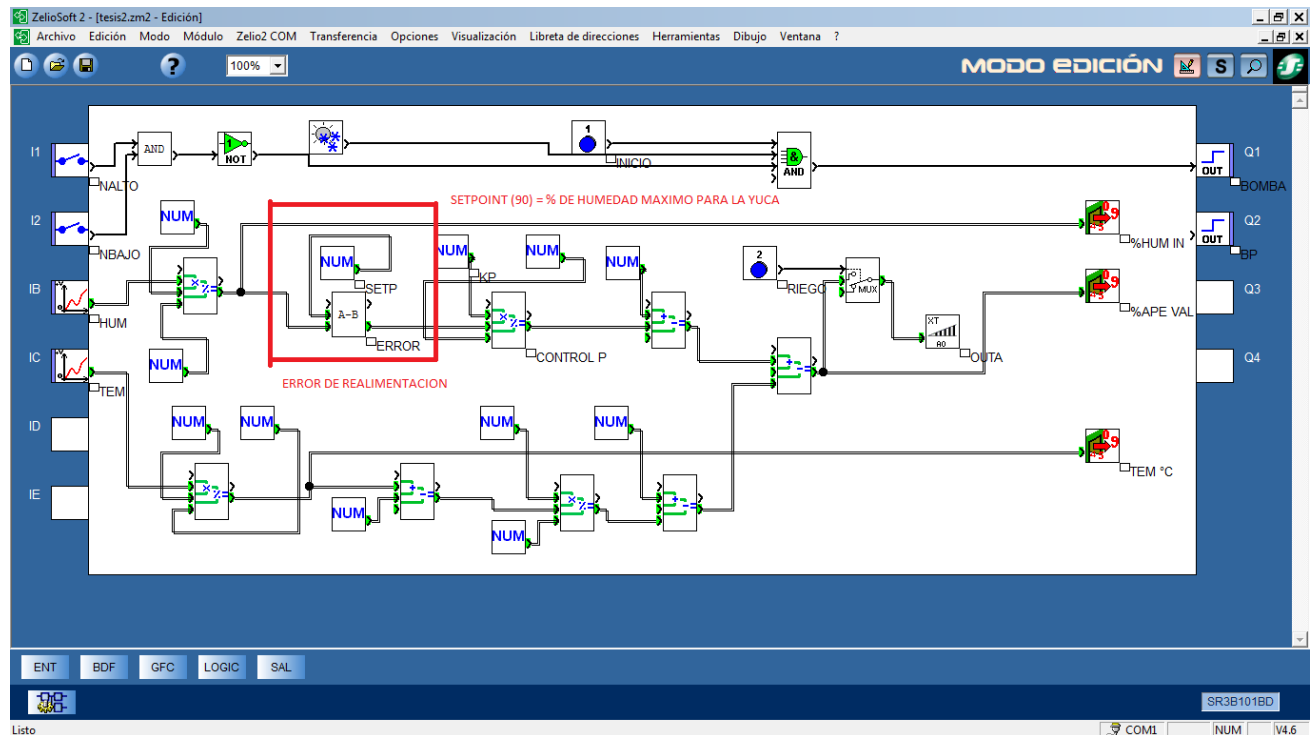 ZelioSoft 2 - [tesis2.zm2 - Edición]
Archivo Edición Modo Módulo Zelio2 COM Transferencia Opciones Visualización Libreta de direcciones Herramientas Dibujo Ventana ?
100%
MODO EDICIÓN
S
I1
AND
NOT
1
INICIO
&
AND
OUT
Q1
NALTO
BOMBA
SETPOINT (90) = % DE HUMEDAD MAXIMO PARA LA YUCA
I2
NUM
Q2
OUT
NBAJO
%HUM IN
BP
NUM
NUM
NUM
NUM
2
KP
IB
SETP
RIEGO
MUX
Q3
A-B
XT
HUM
%APE VAL
ERROR
A0
IC
CONTROL P
OUTA
Q4
NUM
TEM
ERROR DE REALIMENTACION
ID
NUM
NUM
NUM
NUM
TEM °C
IE
NUM
NUM
ENT BDF GFC LOGIC SAL
SR3B101BD
Listo
COM1 NUM V4.6